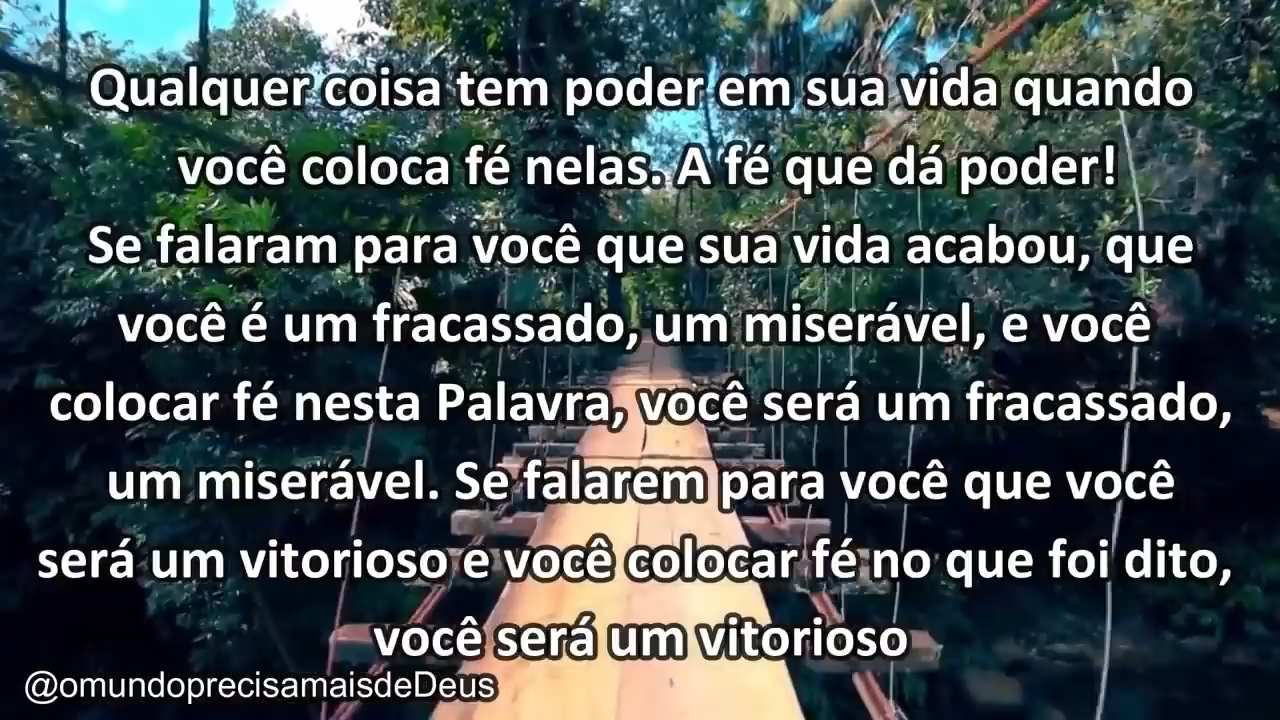 Qualquer coisa tem poder em sua vida quando
você coloca fé nelas. A fé que dá poder!
Se falaram para você que sua vida acabou, que
você é um fracassado, um miserável, e você
colocar fé nesta Palavra, você será um fracassado,
um miserável. Se falarem para você que você
será um vitorioso e você colocar fé no que foi dito,
você será um vitorioso
@omundoprecisamaisdeDeus